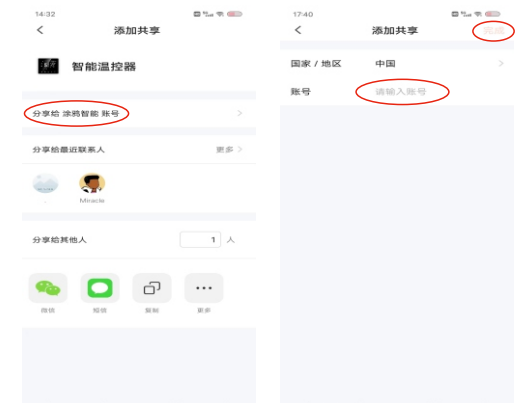 14:32
添加共享
智能温控器
分享给 涂鸦智能 账号
分享给最近联系人
更多
Miracle
分享给其他人
1 人
微信
短信
复制
更多
17:40
添加共享
完成
国家 / 地区 中国
账号 请输入账号